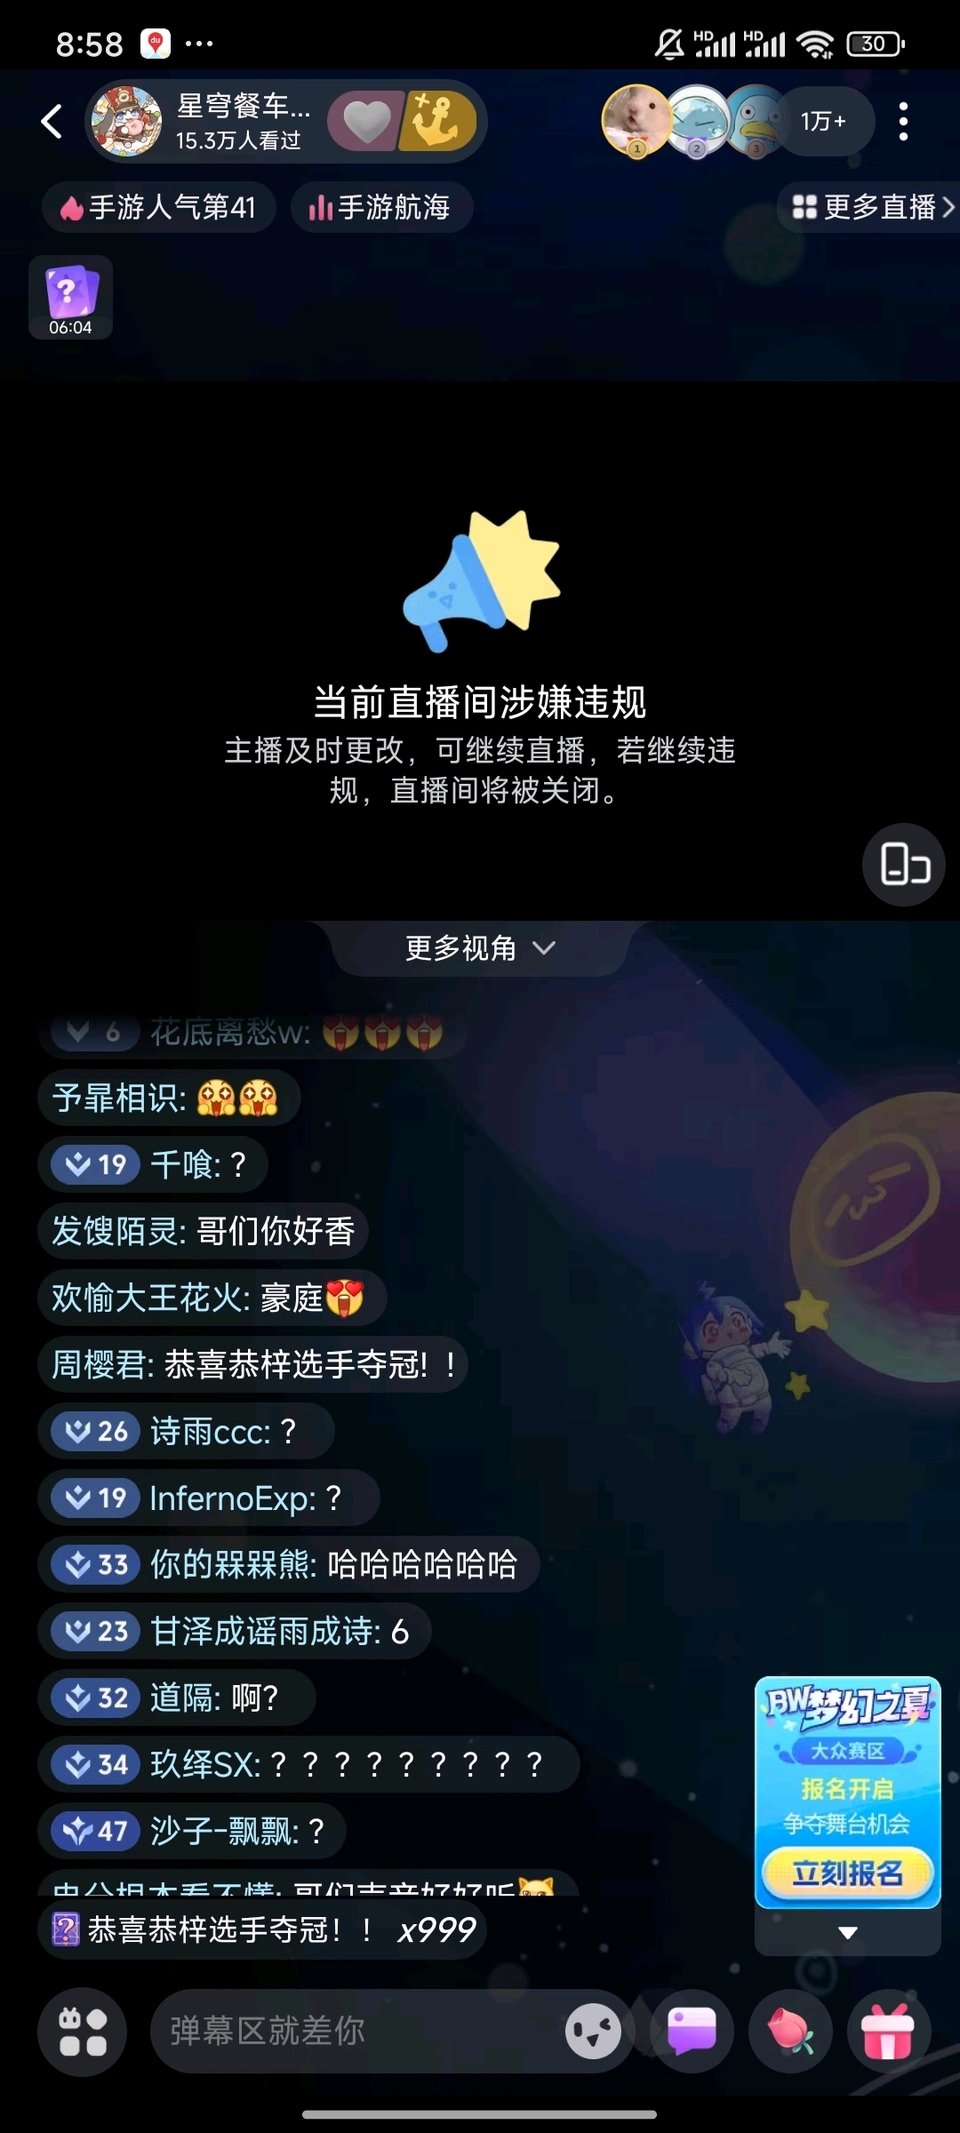 8:58
du
HD
HD
30
星穹餐车...
15.3万人看过
1
2
3
1万+
手游人气第41
手游航海
更多直播
?
06:04
当前直播间涉嫌违规
主播及时更改，可继续直播，若继续违
规，直播间将被关闭。
更多视角
6 花底离愁w:
予暃相识:
19 千喰: ?
发馊陌灵: 哥们你好香
欢愉大王花火: 豪庭
周樱君: 恭喜恭梓选手夺冠！！
26 诗雨ccc: ?
19 InfernoExp: ?
33 你的槑槑熊: 哈哈哈哈哈哈
23 甘泽成谣雨成诗: 6
32 道隔: 啊?
34 玖绎SX: ？？？？？？？？？
47 沙子-飘飘: ?
哥们声音好好听
恭喜恭梓选手夺冠！！ x999
BW梦幻之夏
大众赛区
报名开启
争夺舞台机会
立刻报名
弹幕区就差你